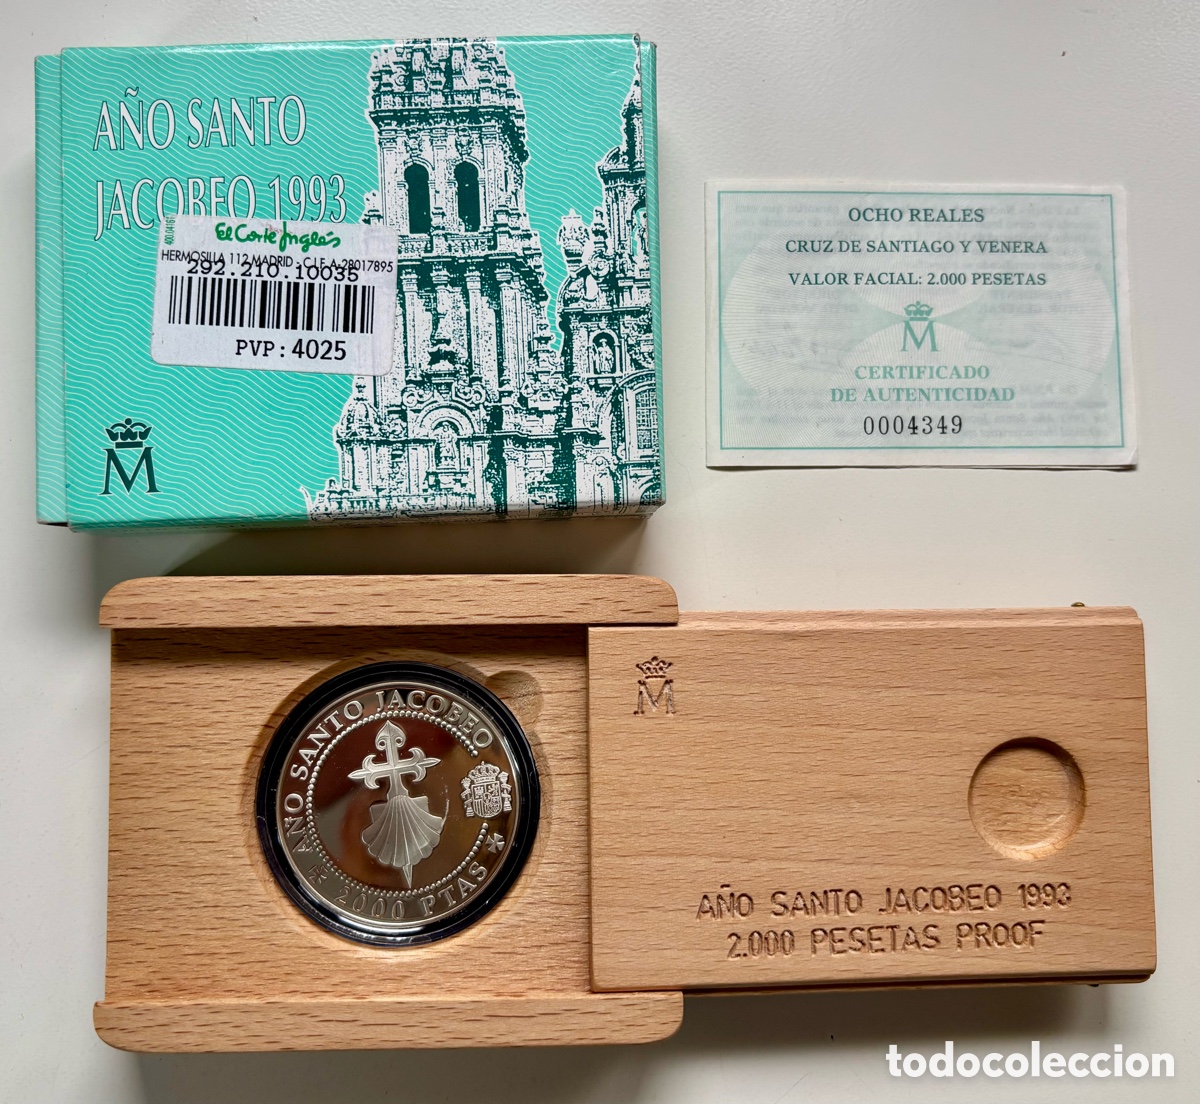 AÑO SANTO
JACOBEO 1993
El Corte Inglés
HERMOSILLA 112 MADRID - C.I.F. A-28017895
292.210.10035
PVP: 4025
M
OCHO REALES
CRUZ DE SANTIAGO Y VENERA
VALOR FACIAL: 2.000 PESETAS
M
CERTIFICADO
DE AUTENTICIDAD
0004349
AÑO SANTO JACOBEO
2000 PTAS
M
AÑO SANTO JACOBEO 1993
2.000 PESETAS PROOF
todocoleccion